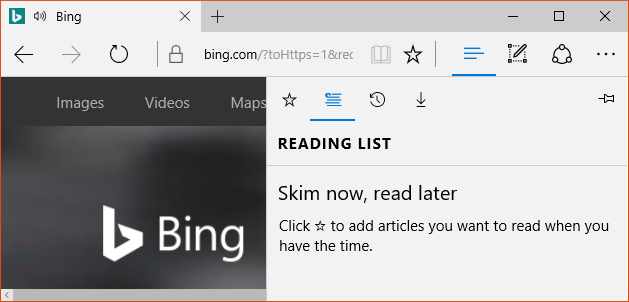 Bing
bing.com/?toHttps=1&rec
Images Videos Maps
READING LIST
Skim now, read later
Click ☆ to add articles you want to read when you
have the time.
Bing